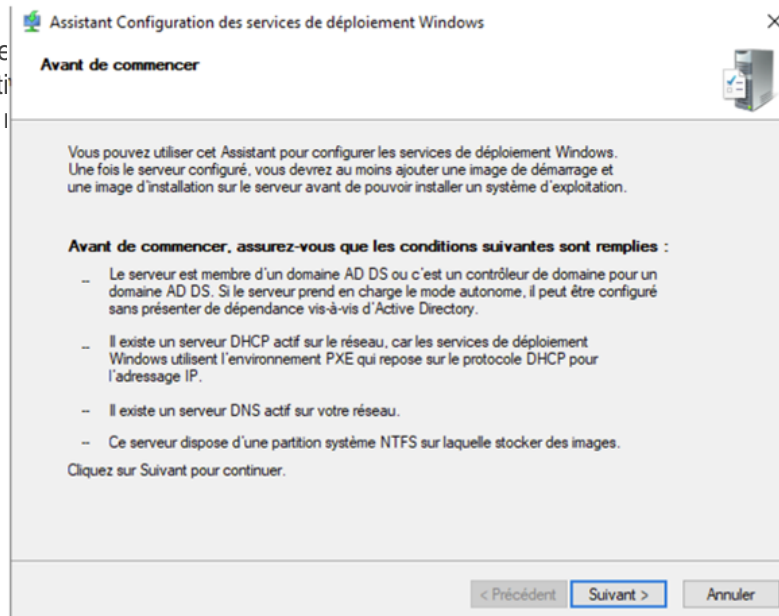 Assistant Configuration des services de déploiement Windows
Avant de commencer
Vous pouvez utiliser cet Assistant pour configurer les services de déploiement Windows.
Une fois le serveur configuré, vous devrez au moins ajouter une image de démarrage et
une image d'installation sur le serveur avant de pouvoir installer un système d'exploitation.
Avant de commencer, assurez-vous que les conditions suivantes sont remplies :
-- Le serveur est membre d'un domaine AD DS ou c'est un contrôleur de domaine pour un
domaine AD DS. Si le serveur prend en charge le mode autonome, il peut être configuré
sans présenter de dépendance vis-à-vis d'Active Directory.
-- Il existe un serveur DHCP actif sur le réseau, car les services de déploiement
Windows utilisent l'environnement PXE qui repose sur le protocole DHCP pour
l'adressage IP.
-- Il existe un serveur DNS actif sur votre réseau.
-- Ce serveur dispose d'une partition système NTFS sur laquelle stocker des images.
Cliquez sur Suivant pour continuer.
< Précédent Suivant > Annuler